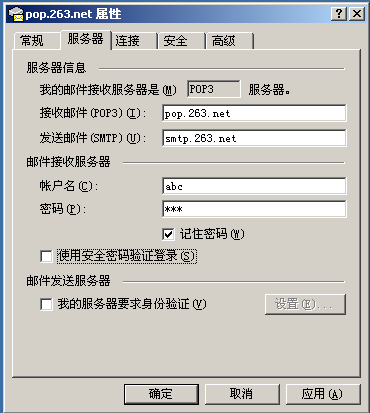 pop.263.net 属性
常规 服务器 连接 安全 高级
服务器信息
我的邮件接收服务器是(M) POP3 服务器。
接收邮件(POP3)(I): pop.263.net
发送邮件(SMTP)(U): smtp.263.net
邮件接收服务器
帐户名(C): abc
密码(P): ***
记住密码(W)
使用安全密码验证登录(S)
邮件发送服务器
我的服务器要求身份验证(V) 设置(E)...
确定 取消 应用(A)